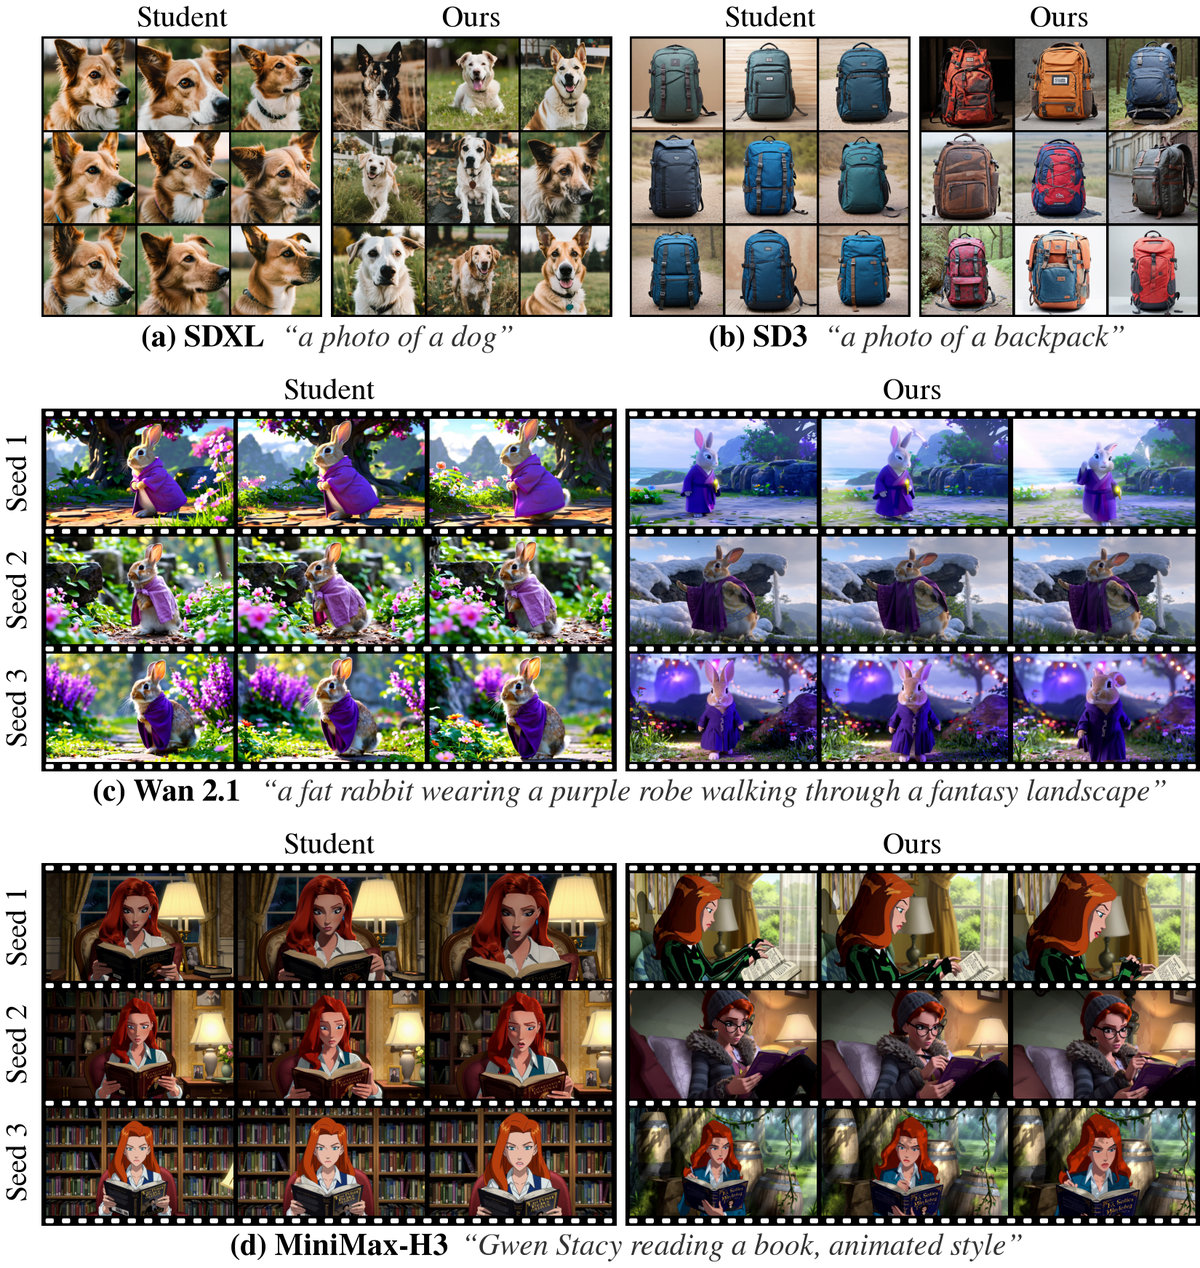 Student
Ours
Student
Ours
(a) SDXL “a photo of a dog”
(b) SD3 “a photo of a backpack”
Student
Ours
Seed 1
Seed 2
Seed 3
(c) Wan 2.1 “a fat rabbit wearing a purple robe walking through a fantasy landscape”
Student
Ours
Seed 1
Seed 2
Seed 3
(d) MiniMax-H3 “Gwen Stacy reading a book, animated style”